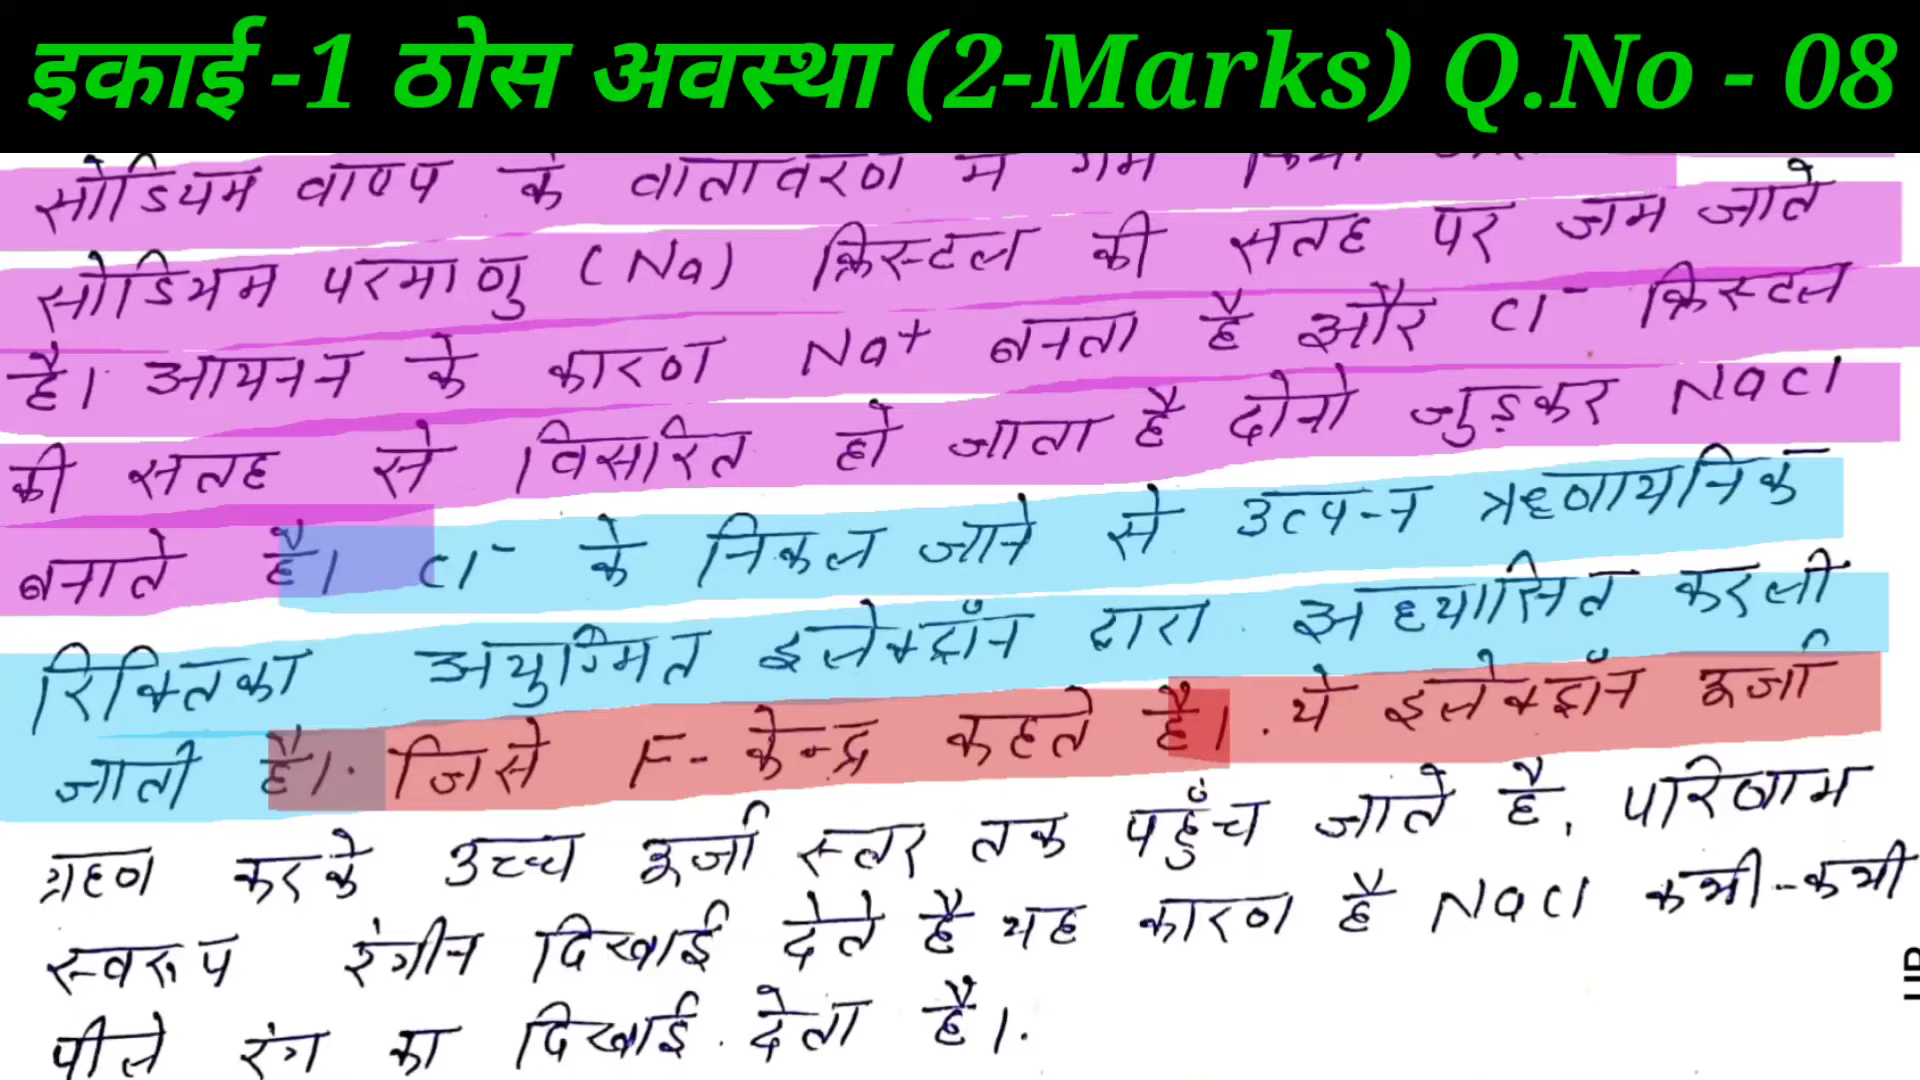 इकाई-1 ठोस अवस्था (2-Marks) Q.No - 08
सोडियम वाष्प के वातावरण में गर्म किया
सोडियम परमाणु (Na) क्रिस्टल की सतह पर जम जाते
है। आयनन के कारण Na+ बनता है और Cl⁻ क्रिस्टल
की सतह से विसरित हो जाता है दोनो जुड़कर NaCl
बनाते है। Cl⁻ के निकल जाने से उत्पन्न ऋणायनिक
रिक्तिका अयुग्मित इलेक्ट्रॉन द्वारा अध्यासित करली
जाती है। जिसे F-केन्द्र कहते है। ये इलेक्ट्रॉन ऊर्जा
ग्रहण करके उच्च ऊर्जा स्तर तक पहुँच जाते है, परिणाम
स्वरूप रंगीन दिखाई देते है यह कारण है NaCl कभी-कभी
पीले रंग का दिखाई देता है।